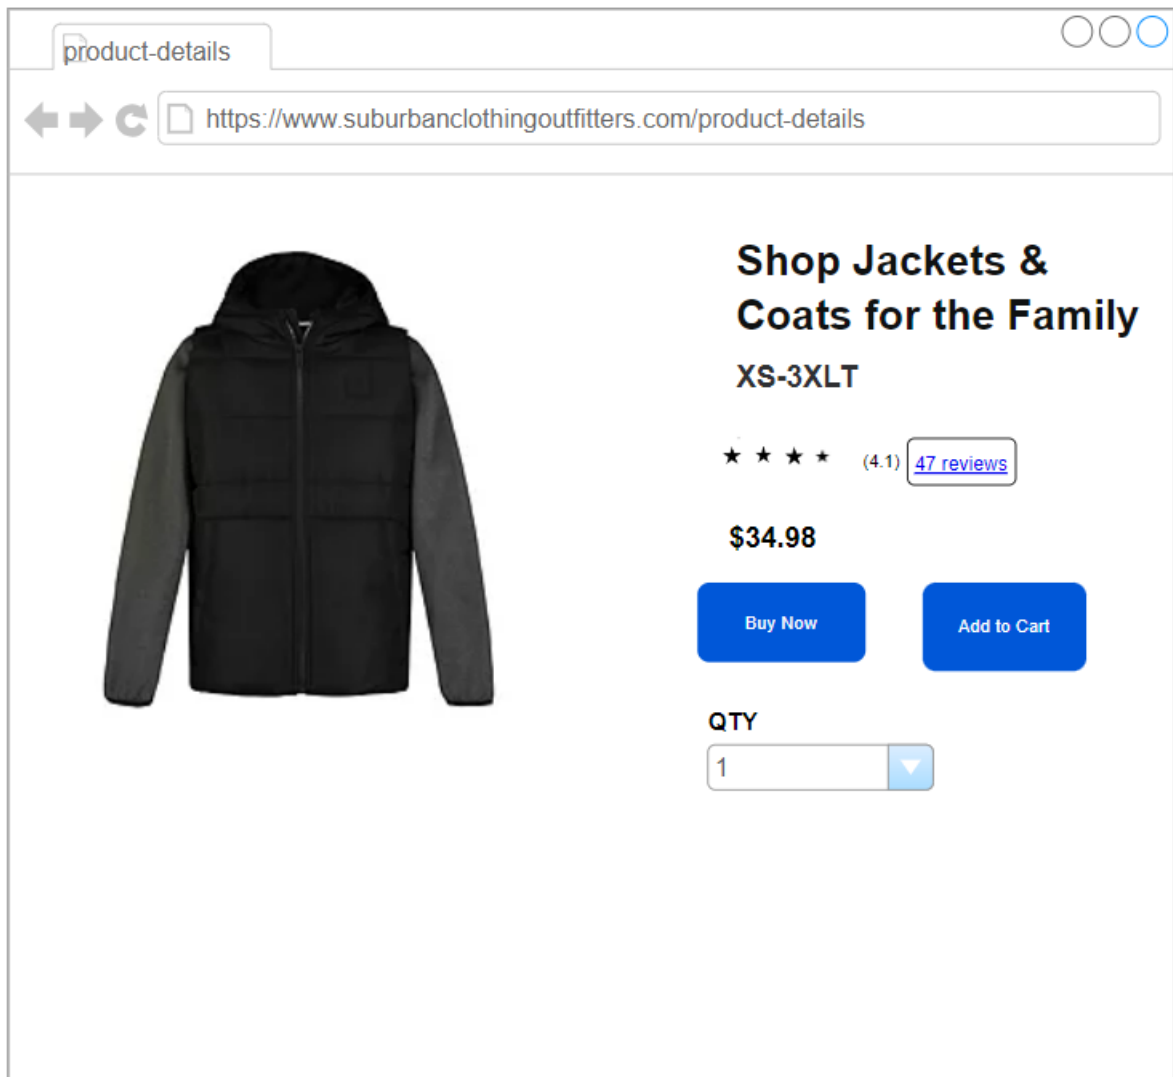 product-details
https://www.suburbanclothingoutfitters.com/product-details
Shop Jackets &
Coats for the Family
XS-3XLT
(4.1) 47 reviews
$34.98
Buy Now
Add to Cart
QTY
1